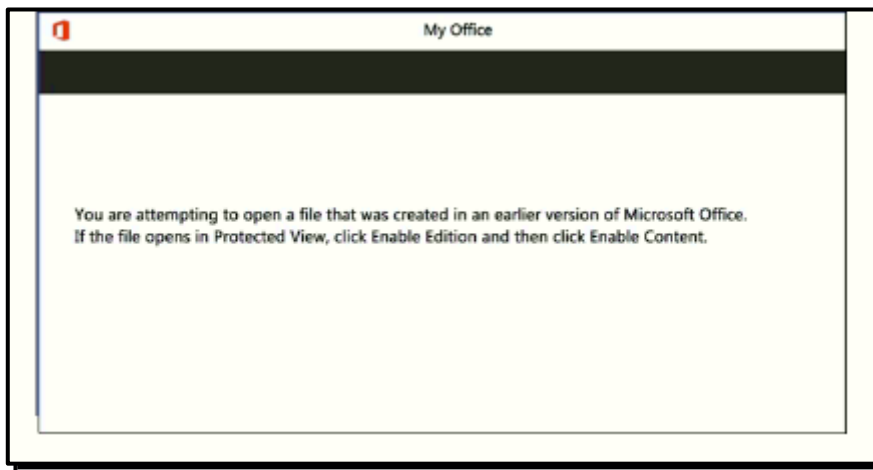 My Office
You are attempting to open a file that was created in an earlier version of Microsoft Office.
If the file opens in Protected View, click Enable Edition and then click Enable Content.